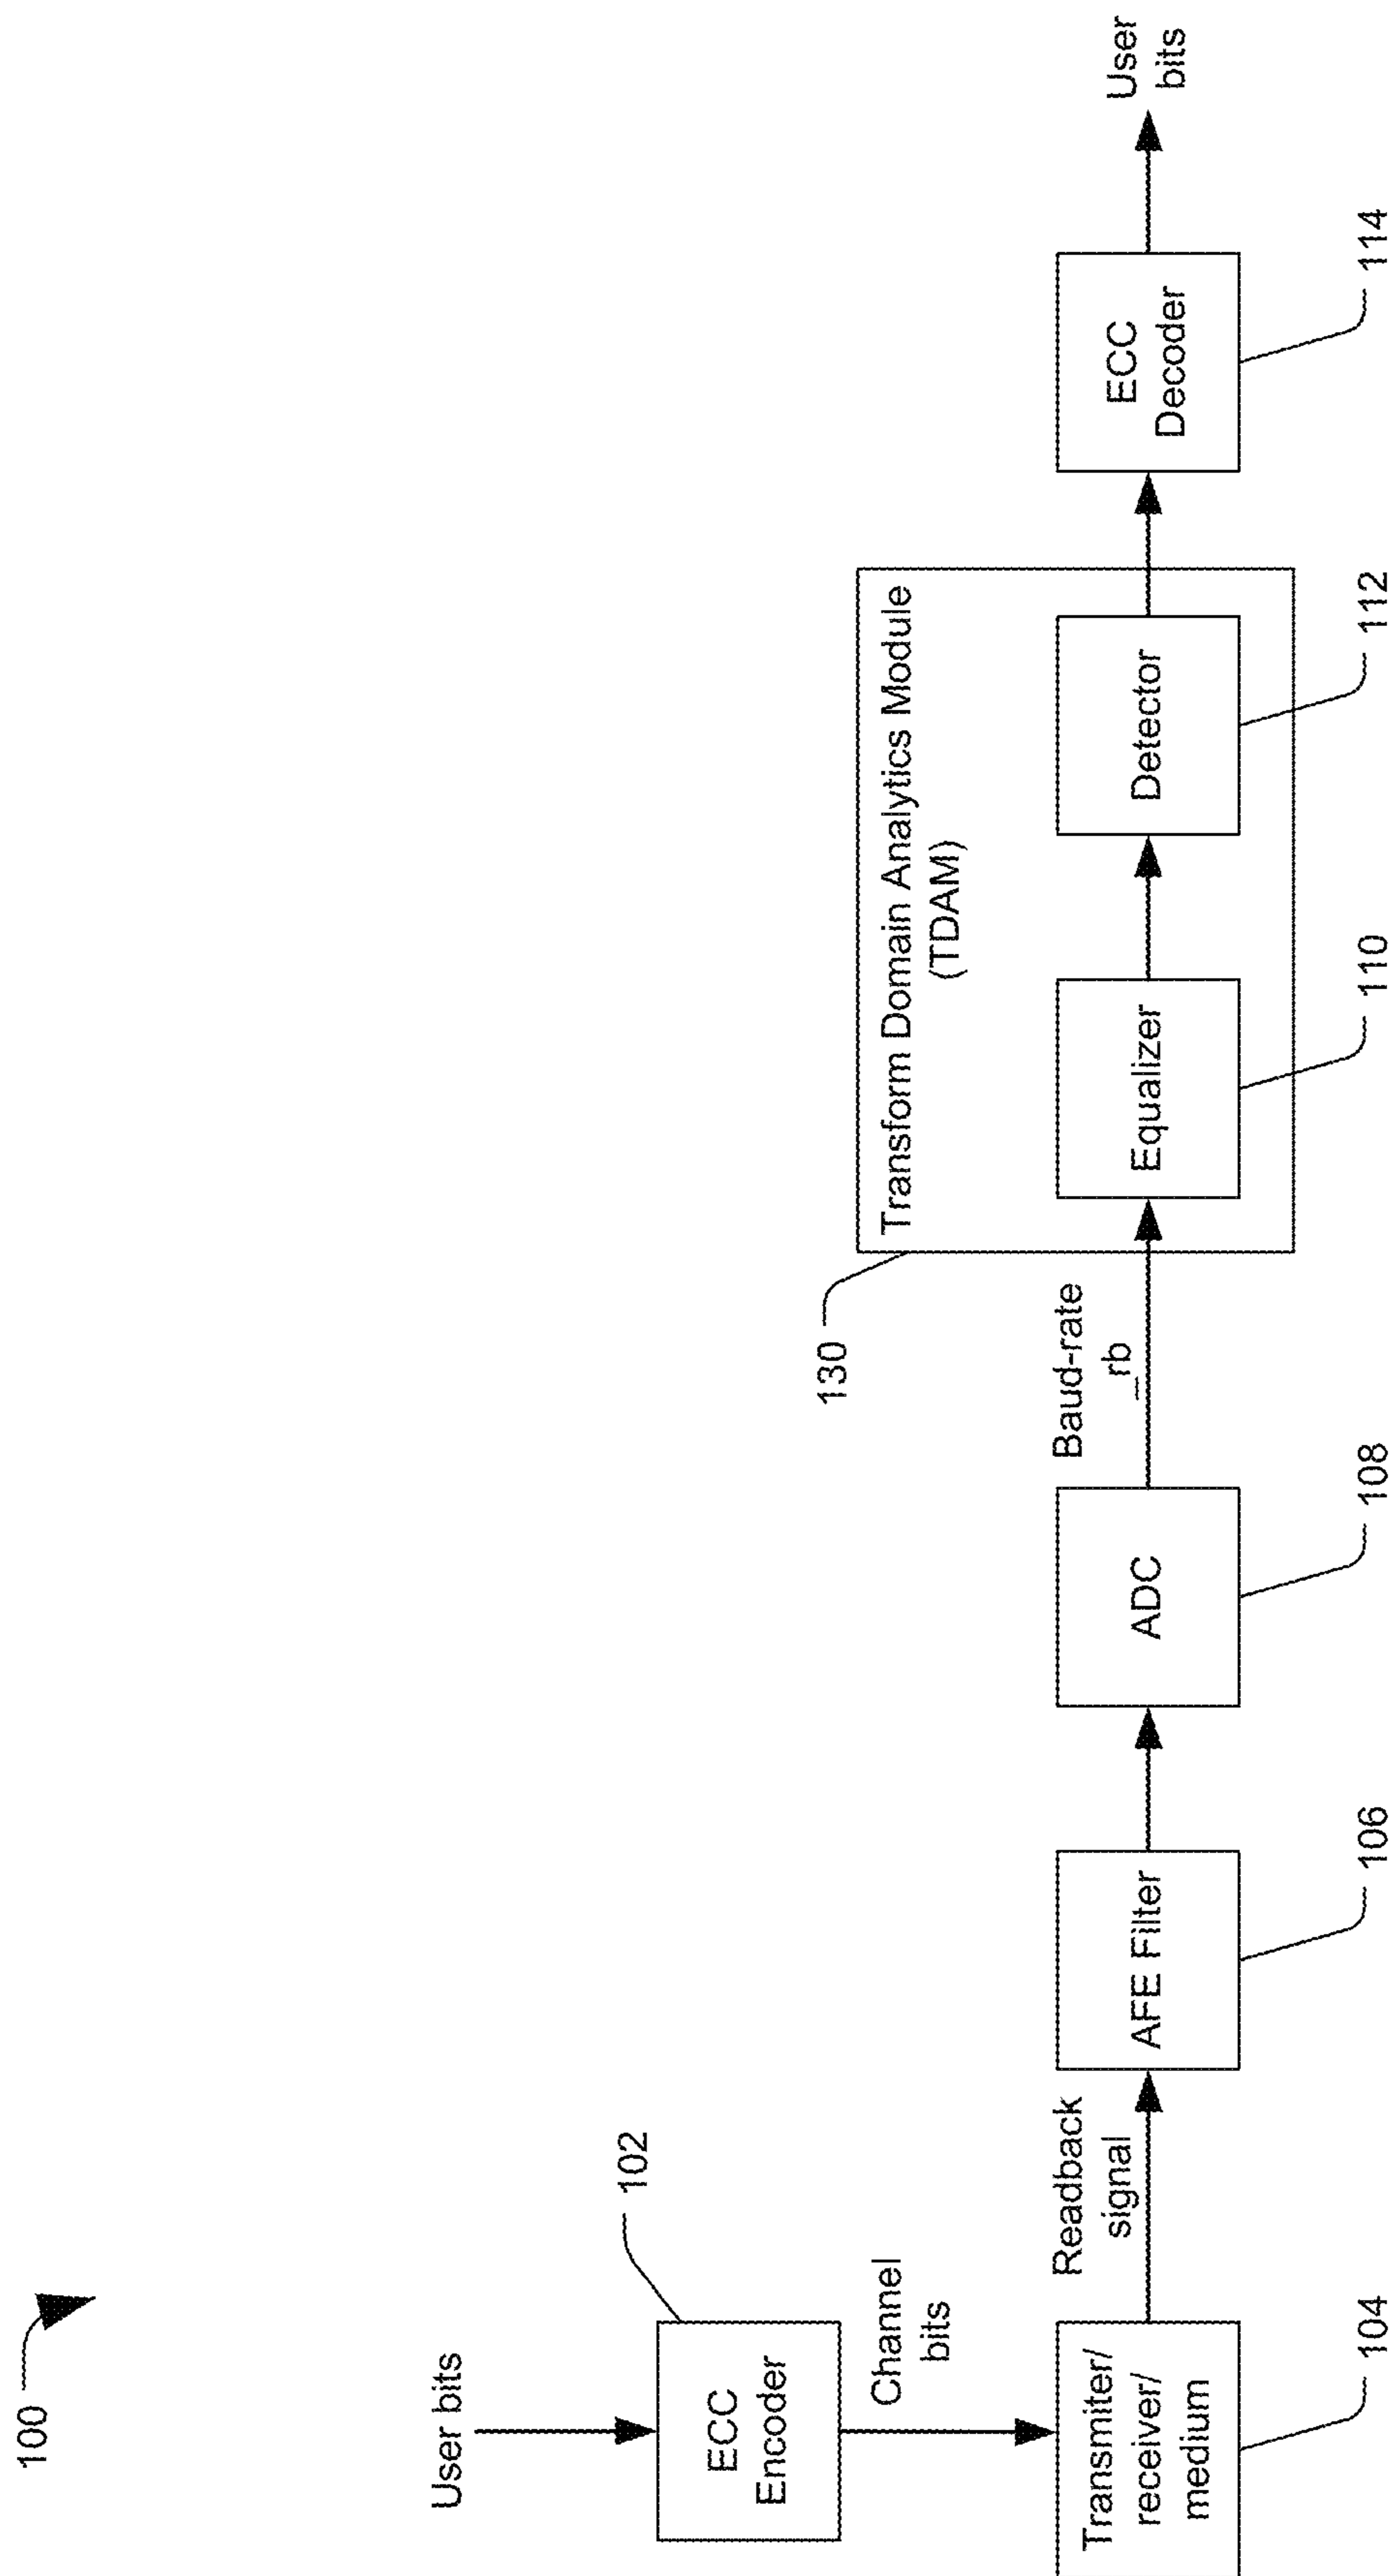 100
User bits
ECC
Encoder
102
Channel
bits
Transmiter/
receiver/
medium
104
Readback
signal
AFE Filter
106
ADC
108
Baud-rate
_rb
130
Transform Domain Analytics Module
(TDAM)
Equalizer
110
Detector
112
ECC
Decoder
114
User
bits